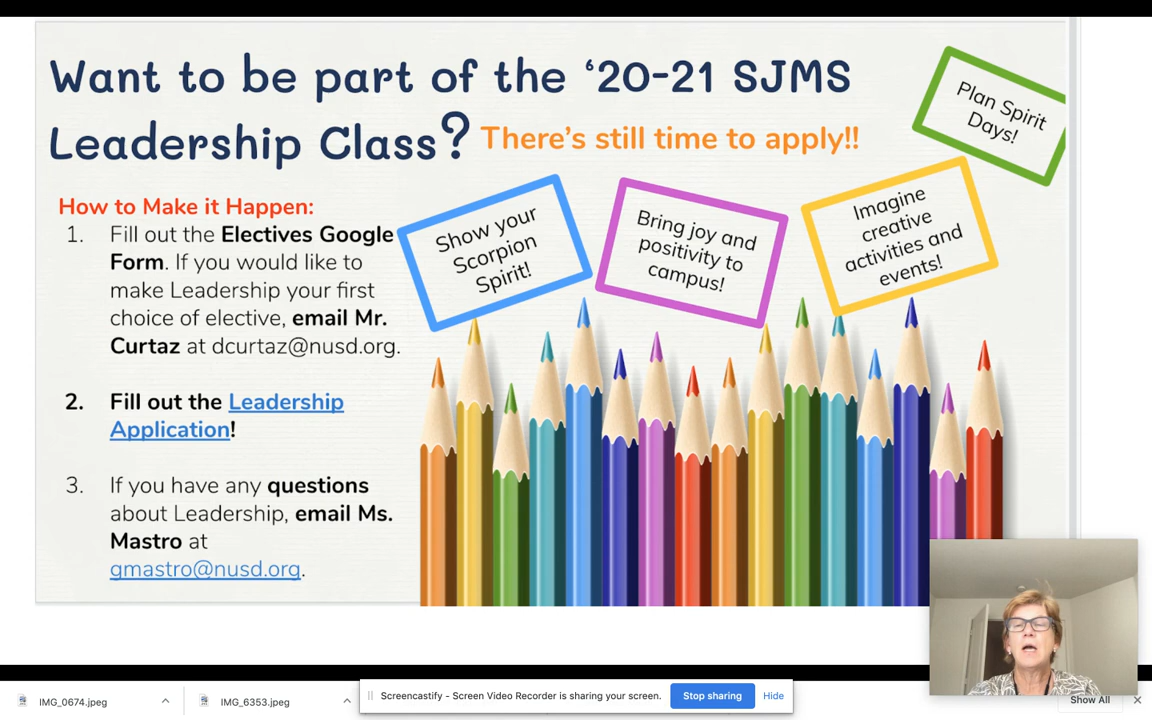 Want to be part of the ‘20-21 SJMS
Leadership Class? There's still time to apply!!
Plan Spirit
Days!
How to Make it Happen:
1. Fill out the Electives Google
Form. If you would like to
make Leadership your first
choice of elective, email Mr.
Curtaz at dcurtaz@nusd.org.
2. Fill out the Leadership
Application!
3. If you have any questions
about Leadership, email Ms.
Mastro at
gmastro@nusd.org.
Show your
Scorpion
Spirit!
Bring joy and
positivity to
campus!
Imagine
creative
activities and
events!
IMG_0674.jpeg
IMG_6353.jpeg
Screencastify - Screen Video Recorder is sharing your screen.
Stop sharing
Hide
Show All